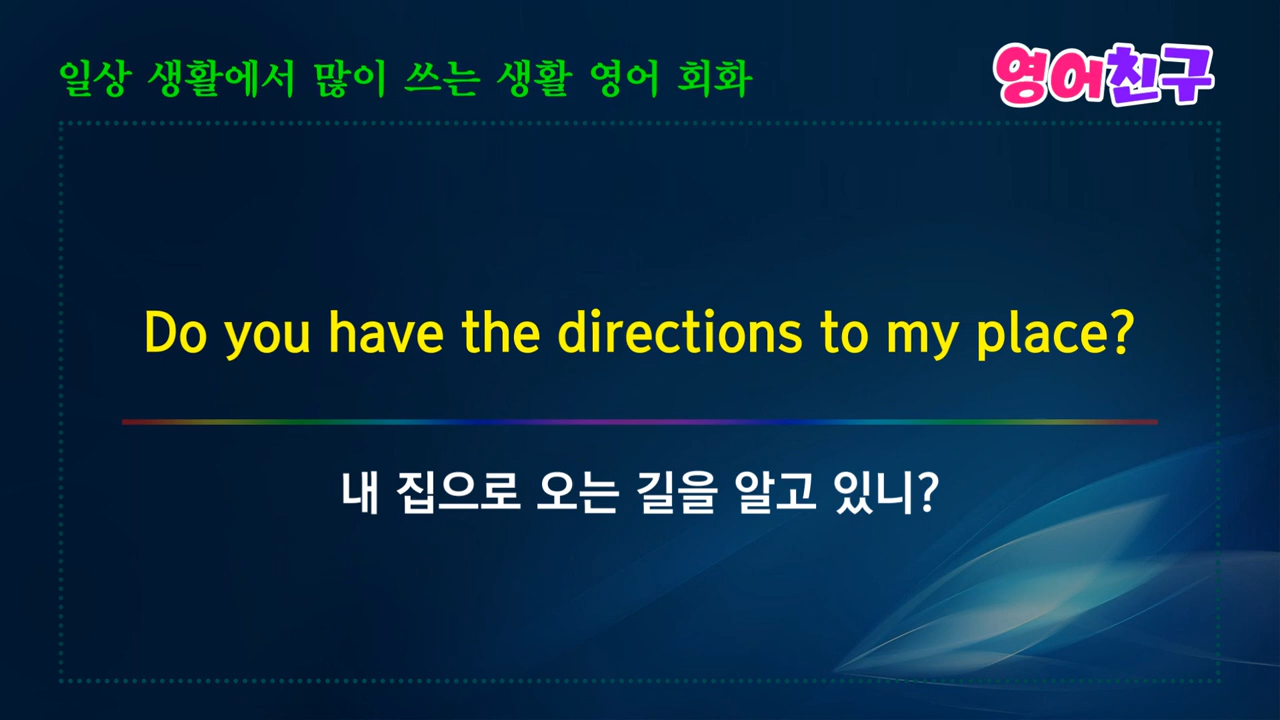 일상 생활에서 많이 쓰는 생활 영어 회화
영어친구
Do you have the directions to my place?
내 집으로 오는 길을 알고 있니?